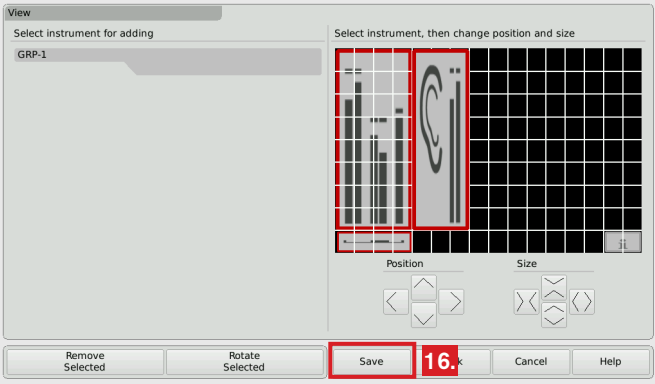 View
Select instrument for adding
Select instrument, then change position and size
GRP-1
Position
Size
Remove
Selected
Rotate
Selected
Save
16.
Cancel
Help